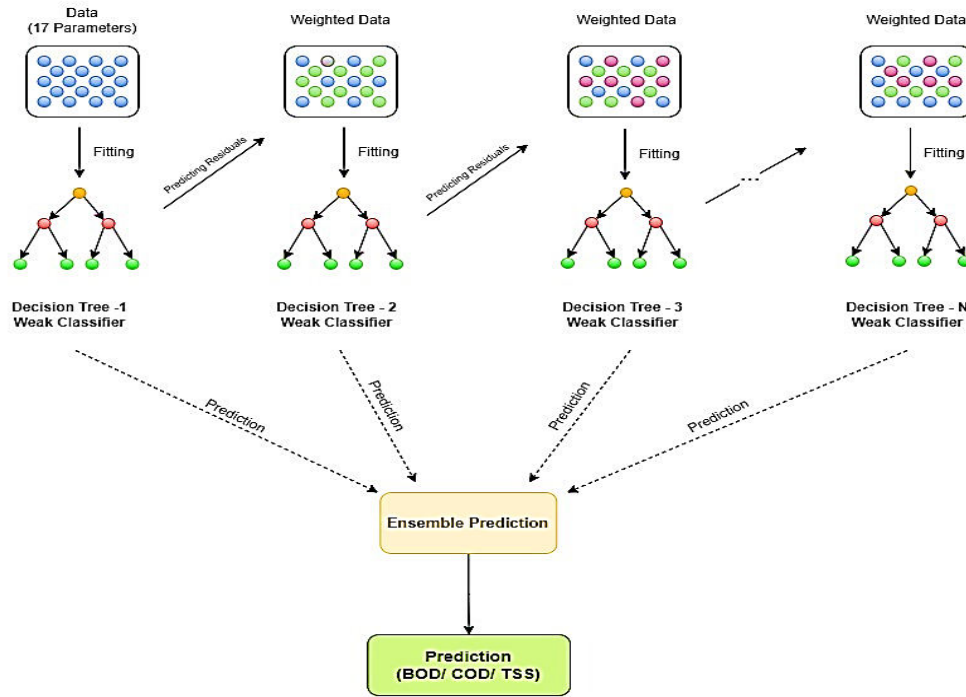 Data
(17 Parameters)
Weighted Data
Weighted Data
Weighted Data
Fitting
Predicting Residuals
Fitting
Predicting Residuals
Fitting
...
Fitting
Decision Tree -1
Weak Classifier
Decision Tree - 2
Weak Classifier
Decision Tree - 3
Weak Classifier
Decision Tree - N
Weak Classifier
Prediction
Prediction
Prediction
Prediction
Ensemble Prediction
Prediction
(BOD/ COD/ TSS)